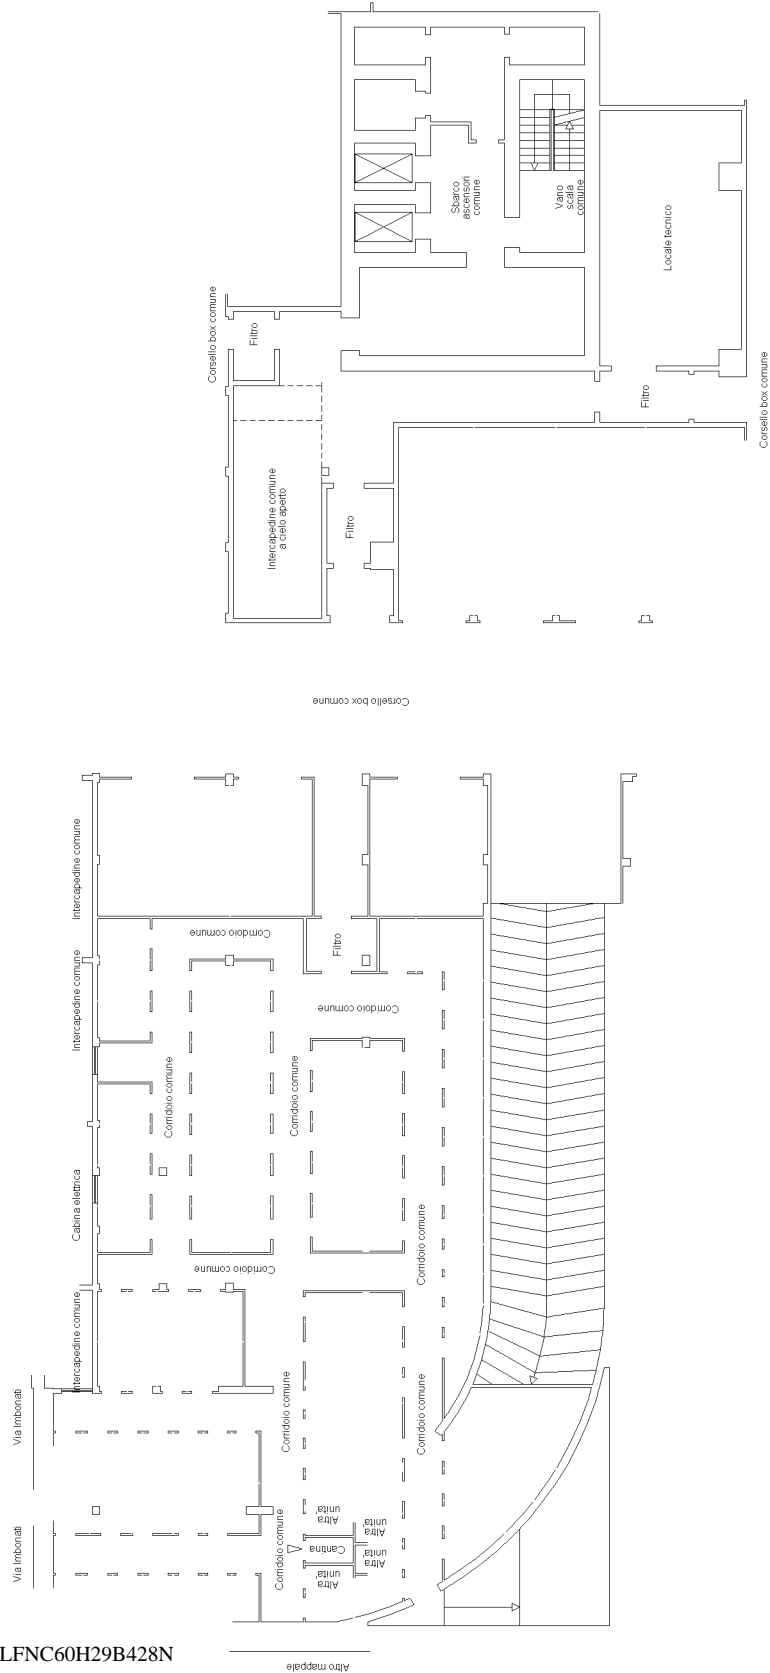 Corsello box comune
Filtro
Sbarco
ascensori
comune
Vano
scala
comune
Locale tecnico
Filtro
Corsello box comune
Intercapedine comune
a cielo aperto
Filtro
Corsello box comune
Intercapedine comune
Intercapedine comune
Corridoio comune
Filtro
Corridoio comune
Corridoio comune
Corridoio comune
Cabina elettrica
Corridoio comune
Corridoio comune
Intercapedine comune
Via Imbonati
Corridoio comune
Corridoio comune
Via Imbonati
Corridoio comune
Altra
unita'
Altra
unita'
Cantina
Altra
unita'
Altra
unita'
LFNC60H29B428N
Altro mappale